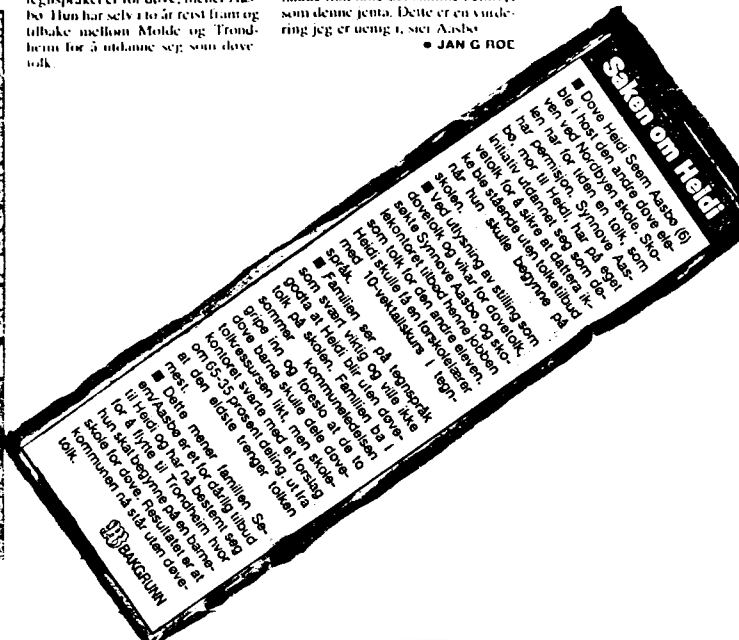 tegnspråket er for døve, mener Aas-
bø. Hun har selv i to år reist fram og
tilbake mellom Molde og Trond-
heim for å utdanne seg som døve-
tolk.
som denne jenta. Dette er en vurde-
ring jeg er uenig i, sier Aasbø
● JAN G RØE
Saken om Heidi
■ Døve Heidi Seem Aasbø (6)
ble i høst den andre døve ele-
ven ved Nordbyen skole. Sko-
len har for tiden en tolk, som
har permisjon. Synnøve Aas-
bø, mor til Heidi, har på eget
initiativ utdannet seg som dø-
vetolk for å sikre at dattera ik-
ke ble stående uten tolketilbud
når hun skulle begynne på
skolen.
■ Ved utlysning av stilling som
døvetolk og vikar for døvetolk,
søkte Synnøve Aasbø, og sko-
lekontoret tilbød henne jobben
som tolk for den andre eleven.
Heidi skulle få en førskolelærer
med 10-vektallskurs i tegn-
språk.
■ Familien ser på tegnspråk
som svært viktig og ville ikke
godta at Heidi blir uten døve-
tolk på skolen. Familien ba i
sommer kommuneledelsen
gripe inn og foreslo at de to
døve barna skulle dele døve-
tolkressursen likt, men skole-
kontoret svarte med et forslag
om 65-35 prosent deling, ut fra
at den eldste trenger tolken
mest.
■ Dette mener familien Se-
em/Aasbø er et for dårlig tilbud
til Heidi og har nå bestemt seg
for å flytte til Trondheim hvor
hun skal begynne på en barne-
skole for døve. Resultatet er at
kommunen nå står uten døve-
tolk.
BAKGRUNN